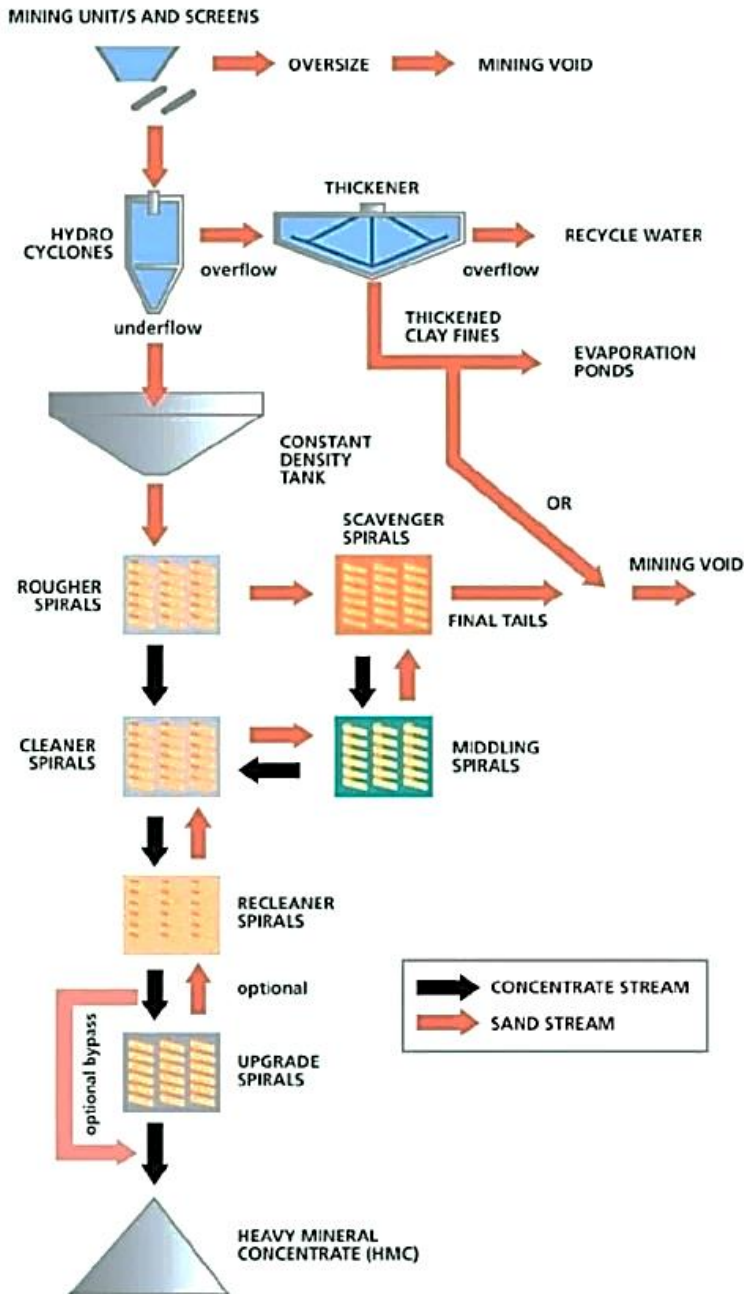 MINING UNIT/S AND SCREENS
OVERSIZE
MINING VOID
THICKENER
HYDRO
CYCLONES
overflow
overflow
RECYCLE WATER
underflow
THICKENED
CLAY FINES
EVAPORATION
PONDS
CONSTANT
DENSITY
TANK
OR
SCAVENGER
SPIRALS
MINING VOID
ROUGHER
SPIRALS
FINAL TAILS
CLEANER
SPIRALS
MIDDLING
SPIRALS
RECLEANER
SPIRALS
optional
CONCENTRATE STREAM
SAND STREAM
optional bypass
UPGRADE
SPIRALS
HEAVY MINERAL
CONCENTRATE (HMC)